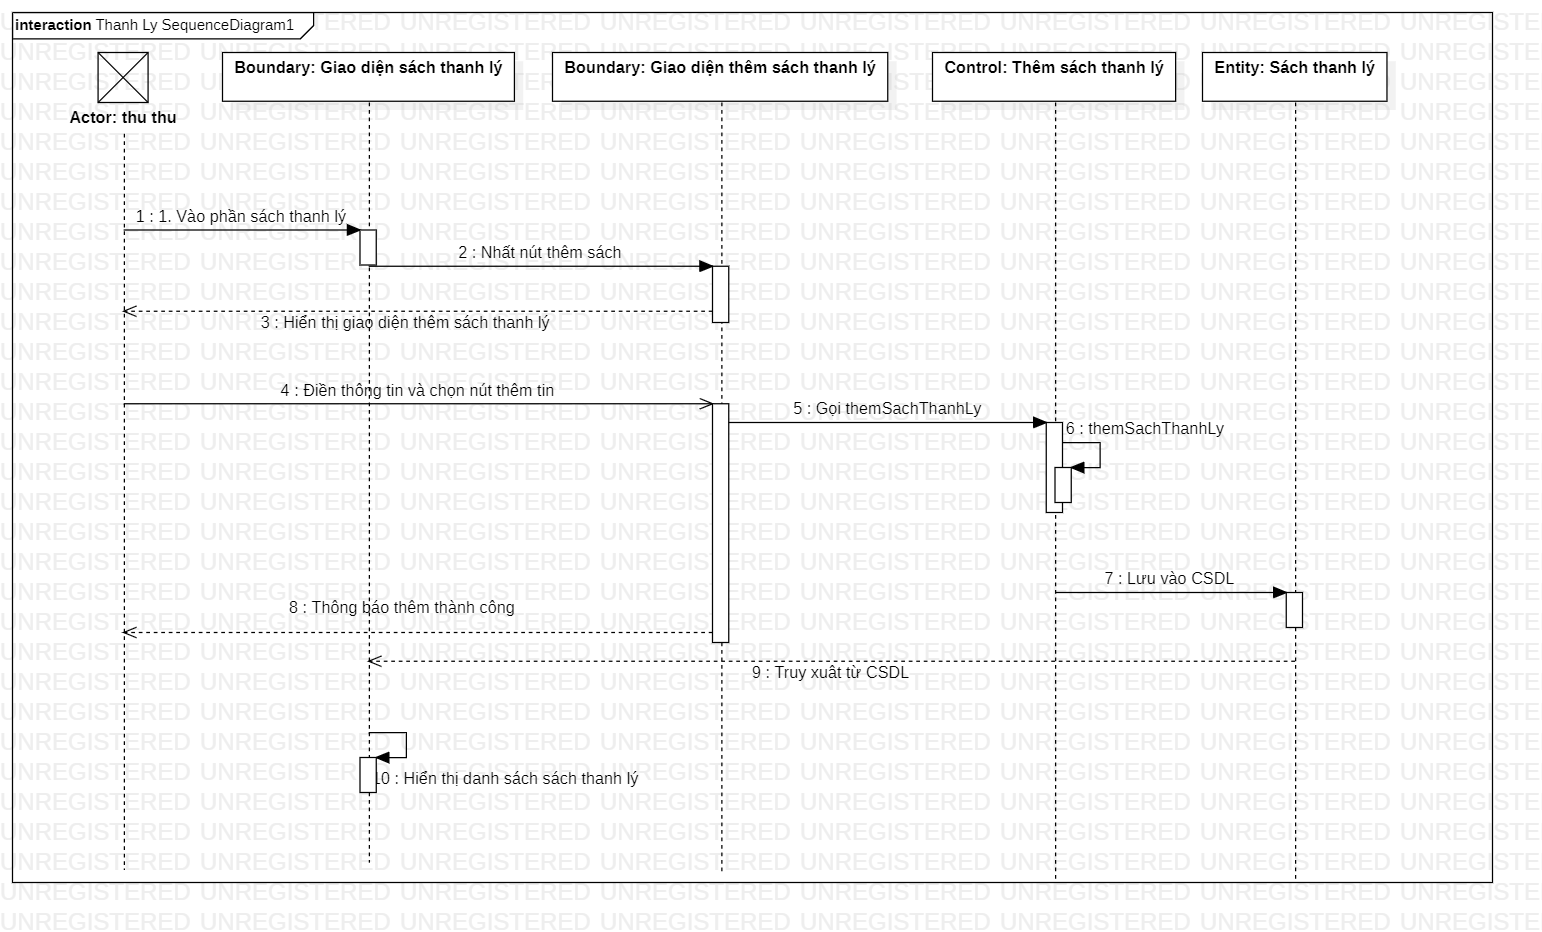 interaction Thanh Ly SequenceDiagram1
Actor: thu thu
Boundary: Giao diện sách thanh lý
Boundary: Giao diện thêm sách thanh lý
Control: Thêm sách thanh lý
Entity: Sách thanh lý
1 : 1. Vào phần sách thanh lý
2 : Nhất nút thêm sách
3 : Hiển thị giao diện thêm sách thanh lý
4 : Điền thông tin và chọn nút thêm tin
5 : Gọi themSachThanhLy
6 : themSachThanhLy
7 : Lưu vào CSDL
8 : Thông báo thêm thành công
9 : Truy xuât từ CSDL
10 : Hiển thị danh sách sách thanh lý
UNREGISTERED